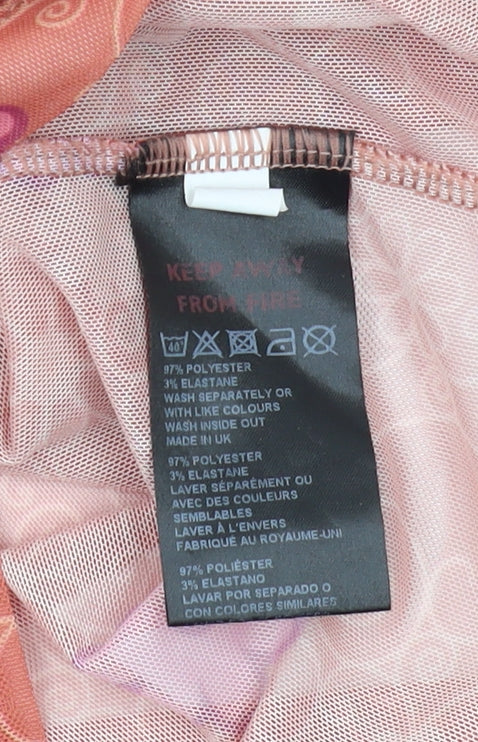 KEEP AWAY
FROM FIRE
40
97% POLYESTER
3% ELASTANE
WASH SEPARATELY OR
WITH LIKE COLOURS
WASH INSIDE OUT
MADE IN UK
97% POLYESTER
3% ELASTANE
LAVER SÉPARÉMENT OU
AVEC DES COULEURS
SEMBLABLES
LAVER À L'ENVERS
FABRIQUÉ AU ROYAUME-UNI
97% POLIÉSTER
3% ELASTANO
LAVAR POR SEPARADO O
CON COLORES SIMILARES